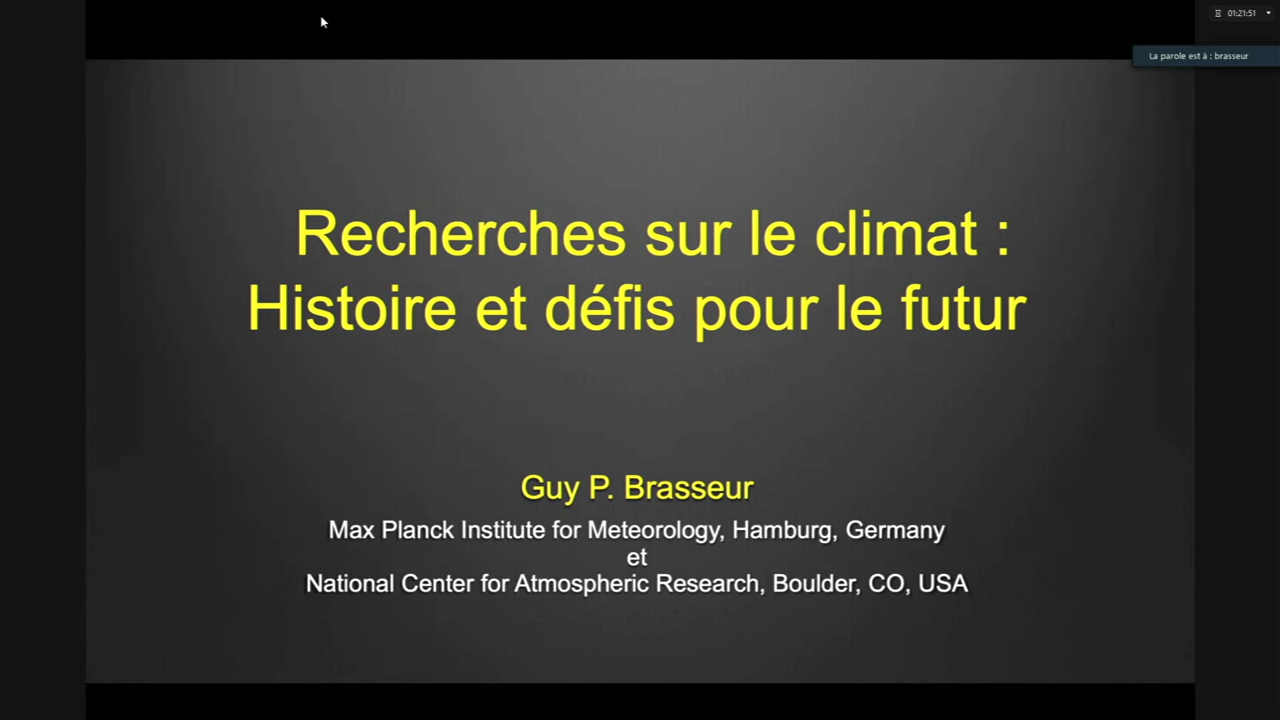 01:21:51
La parole est à : brasseur
Recherches sur le climat :
Histoire et défis pour le futur
Guy P. Brasseur
Max Planck Institute for Meteorology, Hamburg, Germany
et
National Center for Atmospheric Research, Boulder, CO, USA